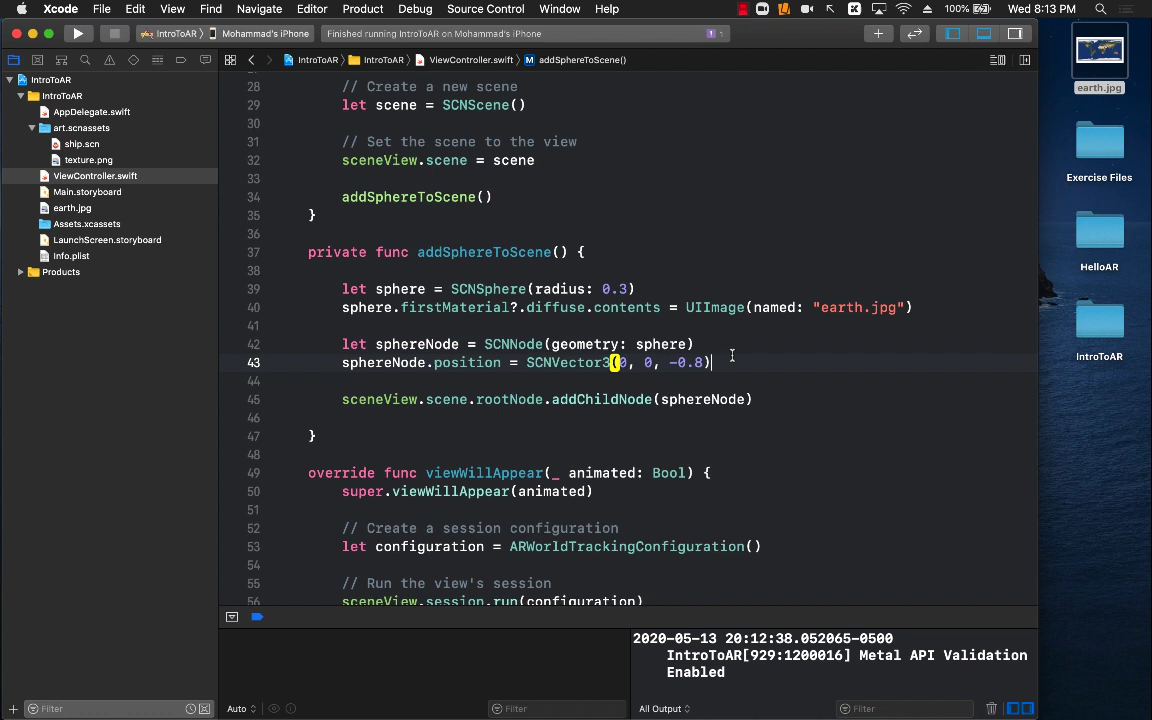 Xcode File Edit View Find Navigate Editor Product Debug Source Control Window Help 100% Wed 8:13 PM
IntroToAR Mohammad's iPhone Finished running IntroToAR on Mohammad's iPhone 1
IntroToAR IntroToAR ViewController.swift M addSphereToScene()
IntroToAR
IntroToAR
AppDelegate.swift
art.scnassets
ship.scn
texture.png
ViewController.swift
Main.storyboard
earth.jpg
Assets.xcassets
LaunchScreen.storyboard
Info.plist
Products
28 // Create a new scene
29 let scene = SCNScene()
30
31 // Set the scene to the view
32 sceneView.scene = scene
33
34 addSphereToScene()
35 }
36
37 private func addSphereToScene() {
38
39 let sphere = SCNSphere(radius: 0.3)
40 sphere.firstMaterial?.diffuse.contents = UIImage(named: "earth.jpg")
41
42 let sphereNode = SCNNode(geometry: sphere)
43 sphereNode.position = SCNVector3(0, 0, -0.8)
44
45 sceneView.scene.rootNode.addChildNode(sphereNode)
46
47 }
48
49 override func viewWillAppear(_ animated: Bool) {
50 super.viewWillAppear(animated)
51
52 // Create a session configuration
53 let configuration = ARWorldTrackingConfiguration()
54
55 // Run the view's session
56 sceneView.session.run(configuration)
2020-05-13 20:12:38.052065-0500
IntroToAR[929:1200016] Metal API Validation
Enabled
Filter Auto Filter All Output Filter
earth.jpg
Exercise Files
HelloAR
IntroToAR